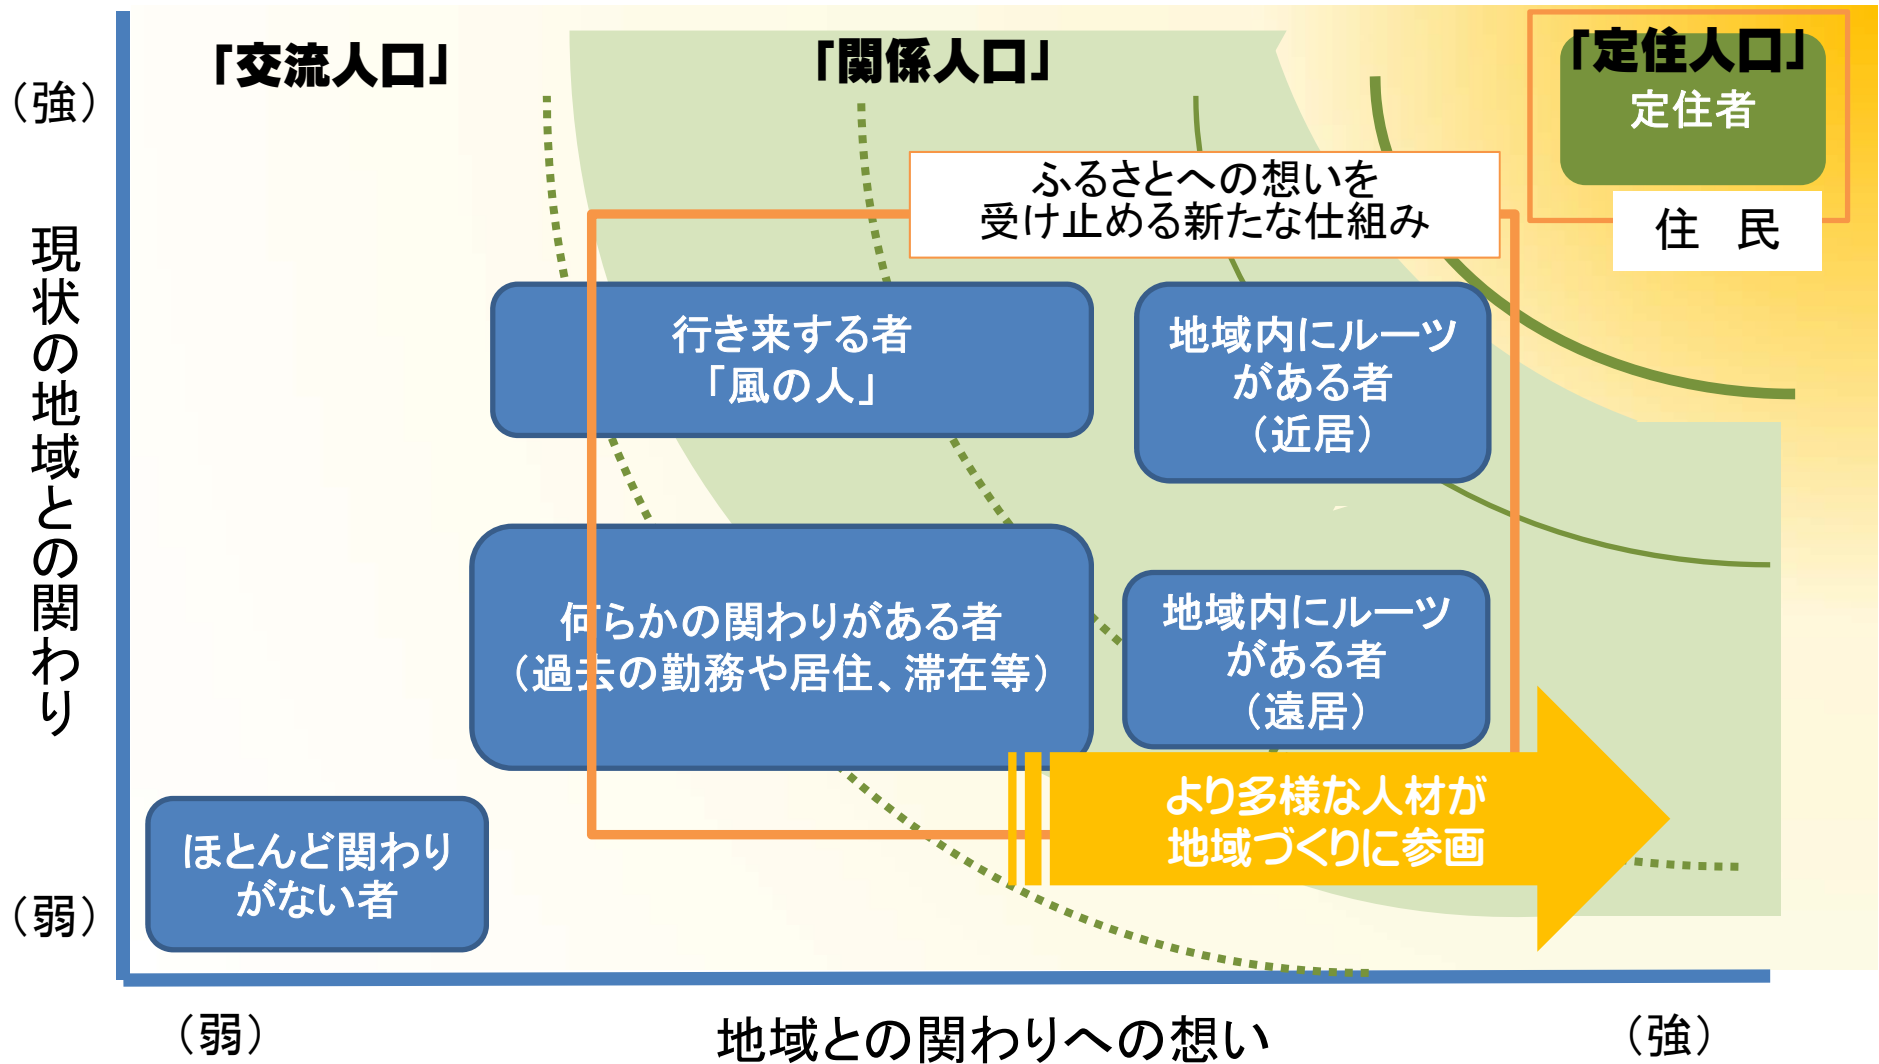 「交流人口」
「関係人口」
「定住人口」
定住者
住　民
（強）
現状の地域との関わり
（弱）
ふるさとへの想いを
受け止める新たな仕組み
行き来する者
「風の人」
地域内にルーツ
がある者
（近居）
何らかの関わりがある者
（過去の勤務や居住、滞在等）
地域内にルーツ
がある者
（遠居）
ほとんど関わり
がない者
より多様な人材が
地域づくりに参画
（弱）
地域との関わりへの想い
（強）